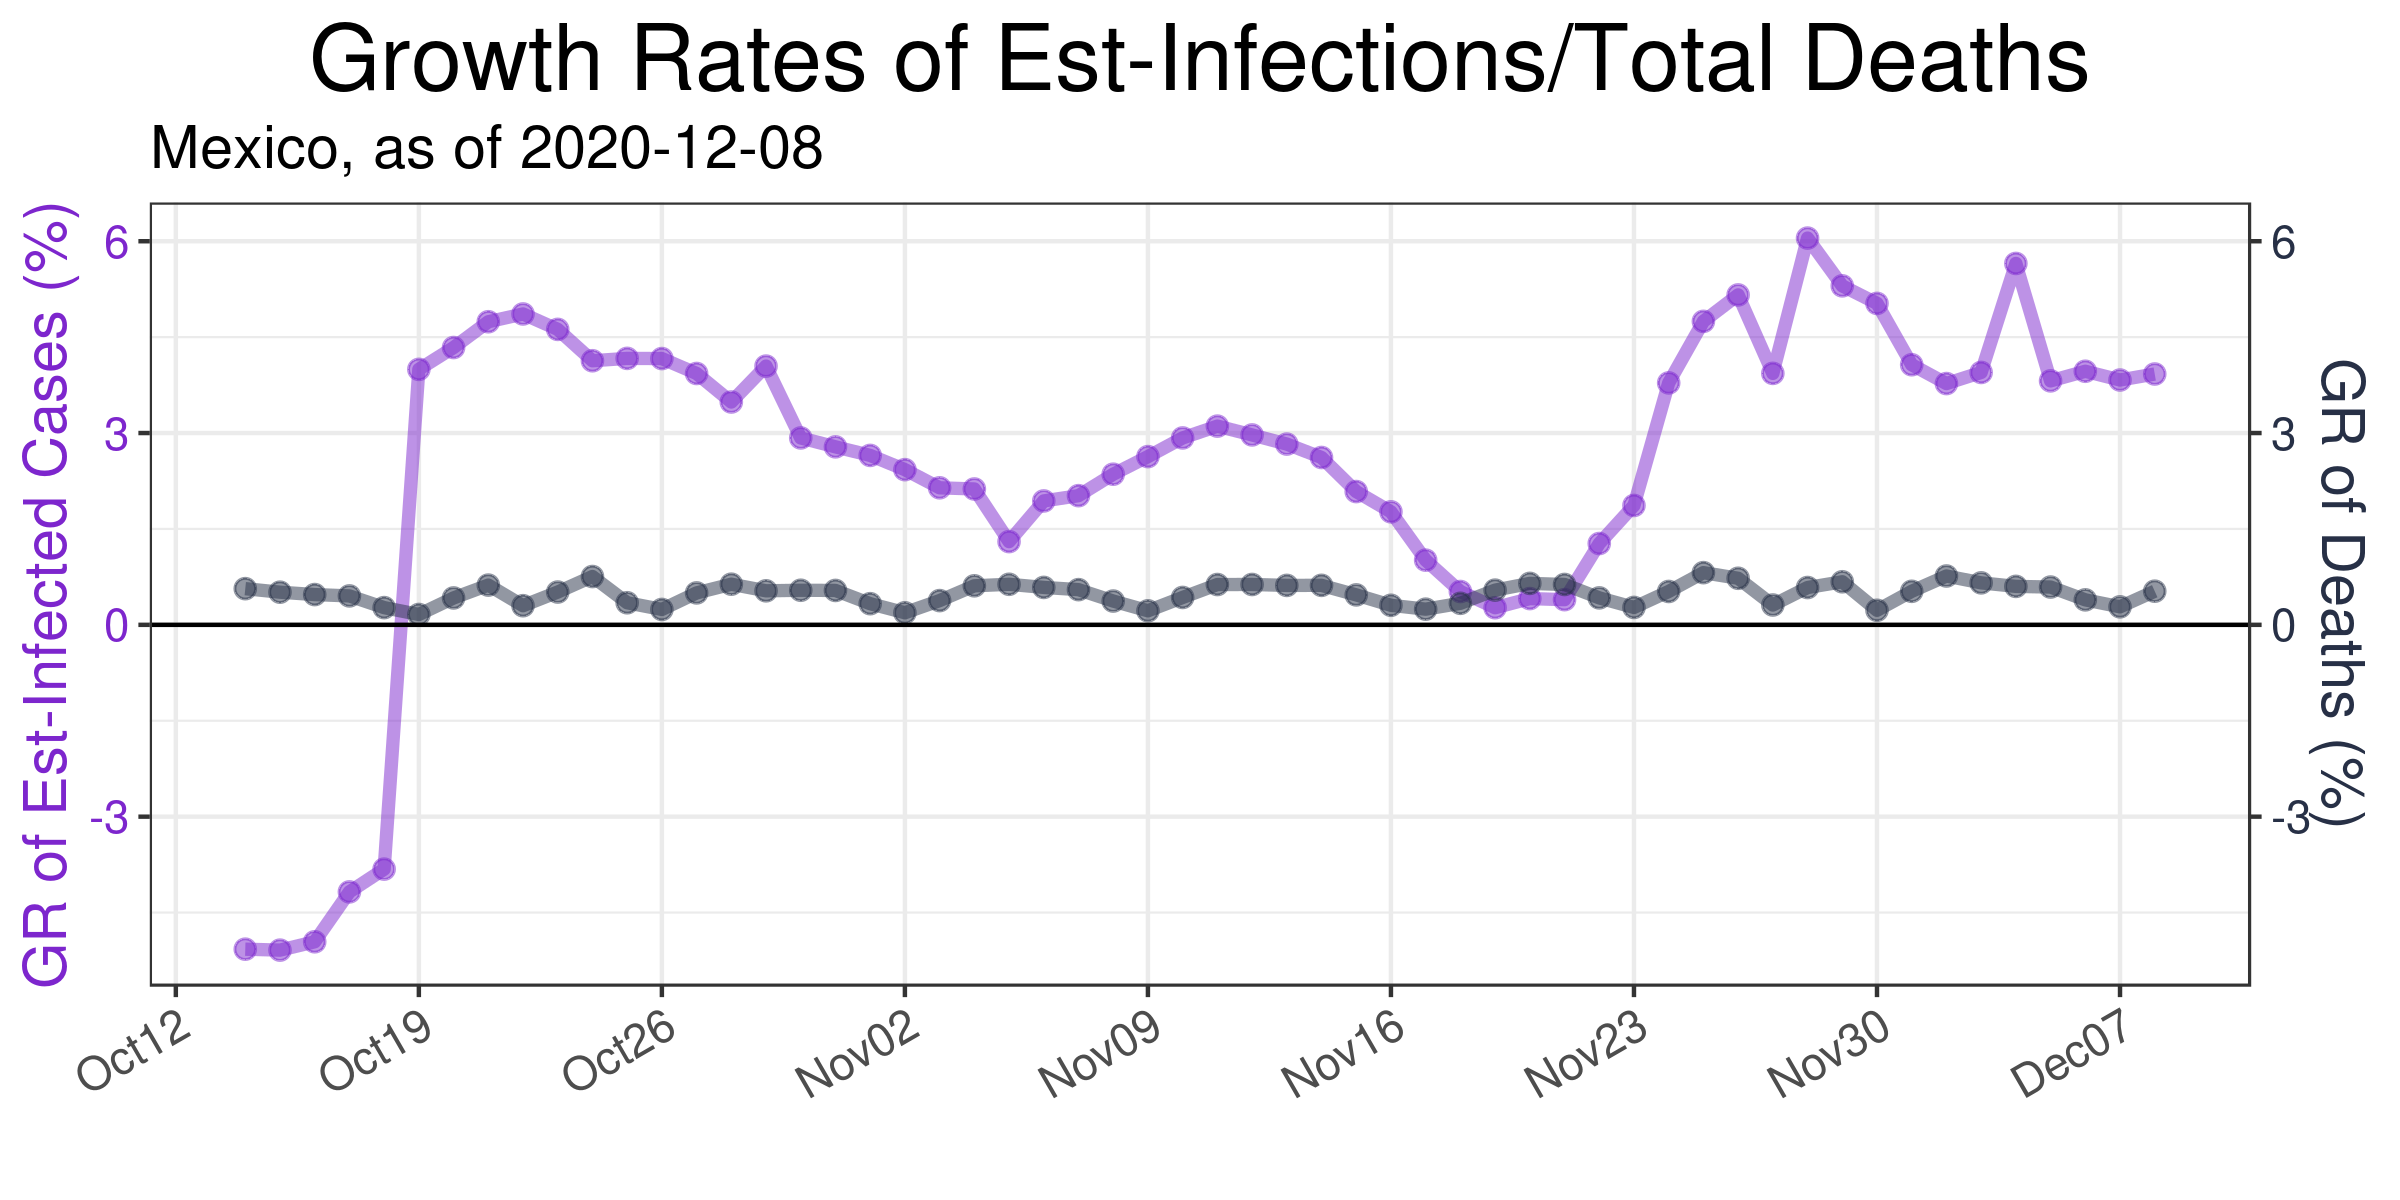 Growth Rates of Est-Infections/Total Deaths
Mexico, as of 2020-12-08
GR of Est-Infected Cases (%)
6
3
0
-3
6
3
0
-3
GR of Deaths (%)
Oct12
Oct19
Oct26
Nov02
Nov09
Nov16
Nov23
Nov30
Dec07